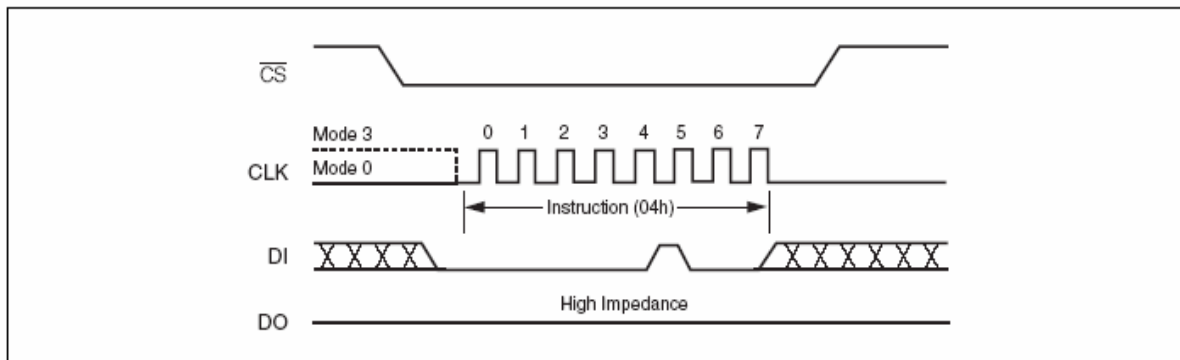 CS
Mode 3
0 1 2 3 4 5 6 7
CLK
Mode 0
Instruction (04h)
DI
High Impedance
DO